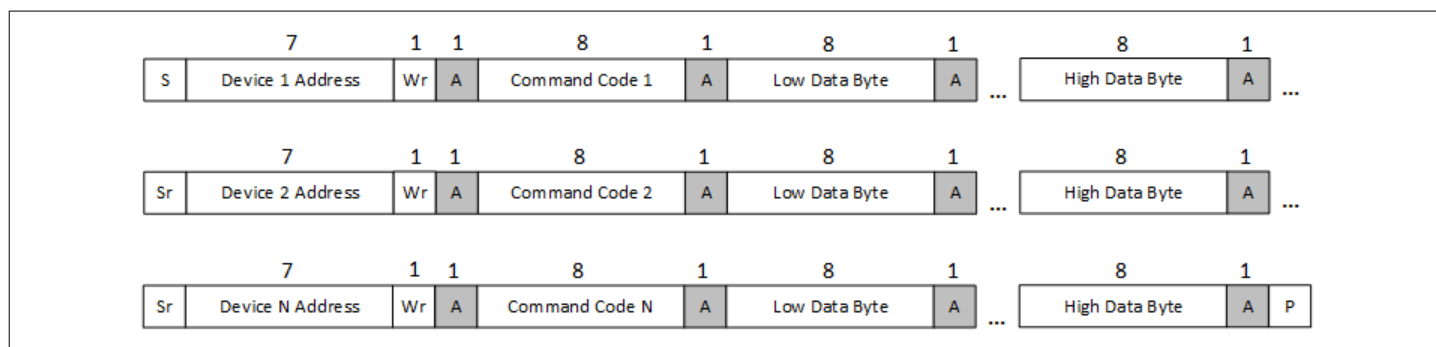 7 1 1 8 1 8 1 8 1
S Device 1 Address Wr A Command Code 1 A Low Data Byte A ... High Data Byte A ...
7 1 1 8 1 8 1 8 1
Sr Device 2 Address Wr A Command Code 2 A Low Data Byte A ... High Data Byte A ...
7 1 1 8 1 8 1 8 1
Sr Device N Address Wr A Command Code N A Low Data Byte A ... High Data Byte A P